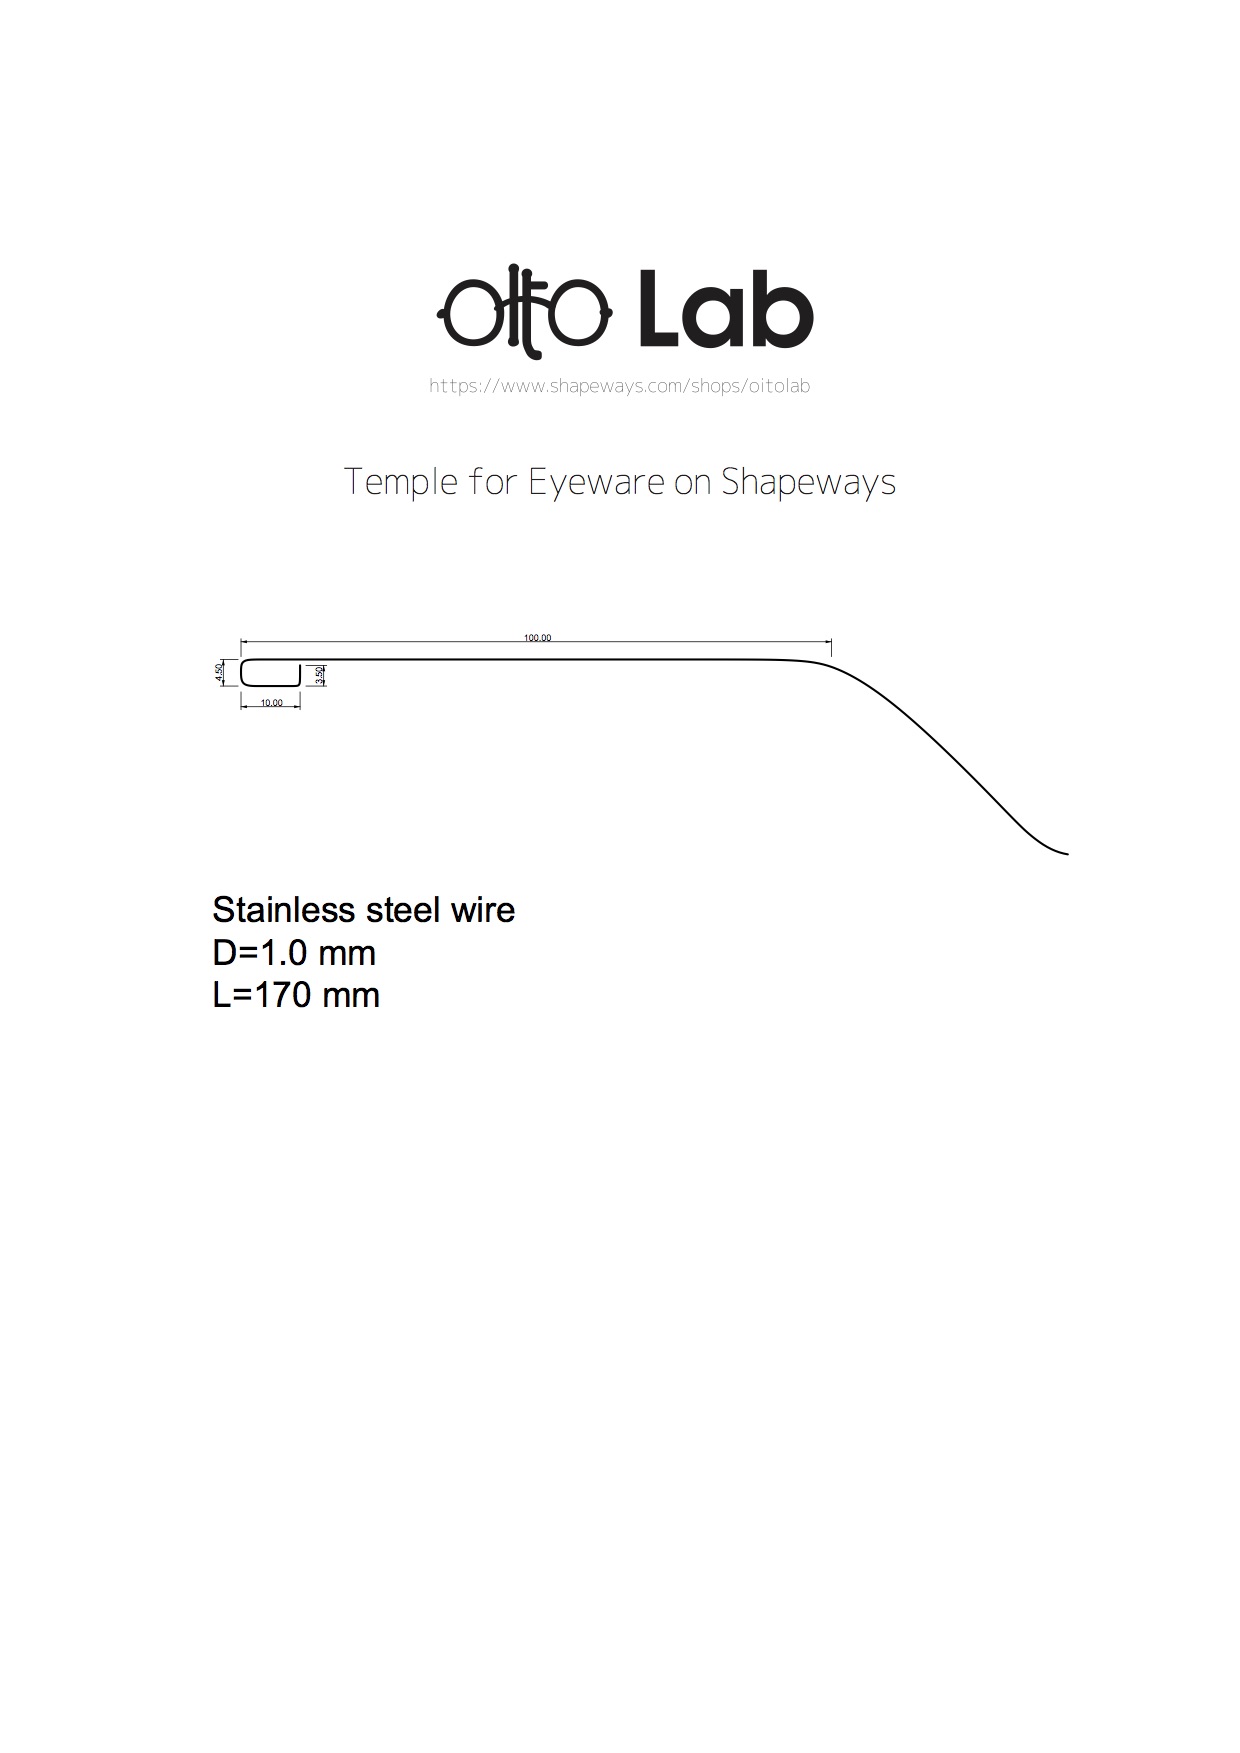 oito Lab
https://www.shapeways.com/shops/oitolab
Temple for Eyeware on Shapeways
100.00
4.50
3.50
10.00
Stainless steel wire
D=1.0 mm
L=170 mm